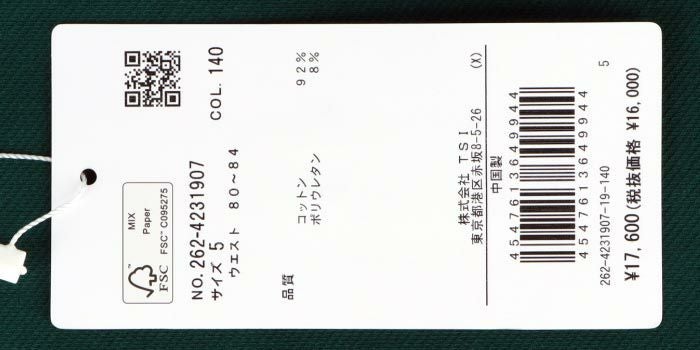 COL. 140
MIX
Paper
FSC™ C095275
FSC
NO. 262-4231907
サイズ 5
ウエスト 80~84
品質
コットン 92%
ポリウレタン 8%
(X)
株式会社 TSI
東京都港区赤坂8-5-26
中国製
4547613649944
4547613649944
5
262-4231907-19-140
¥17,600(税抜価格 ¥16,000)